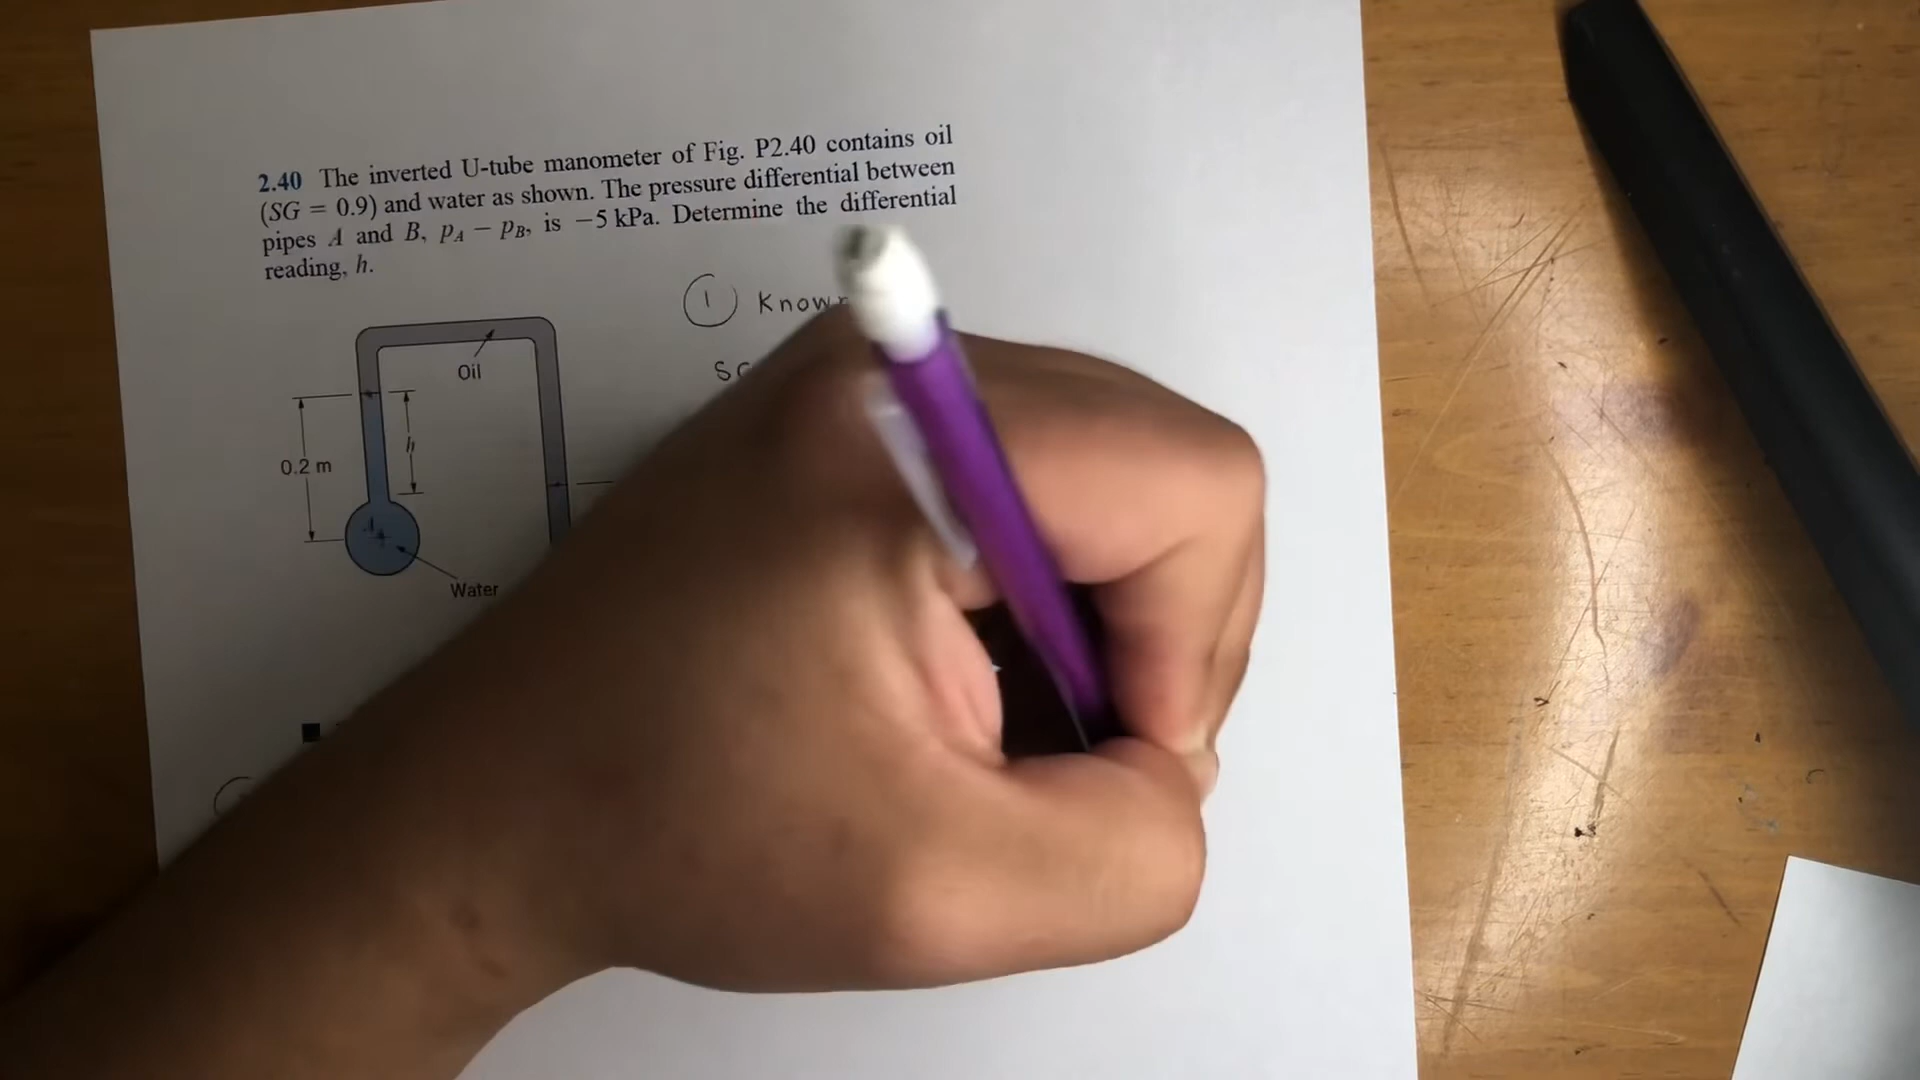 2.40 The inverted U-tube manometer of Fig. P2.40 contains oil
(SG = 0.9) and water as shown. The pressure differential between
pipes A and B, pA − pB, is −5 kPa. Determine the differential
reading, h.
1
Oil
h
0.2 m
A
Water